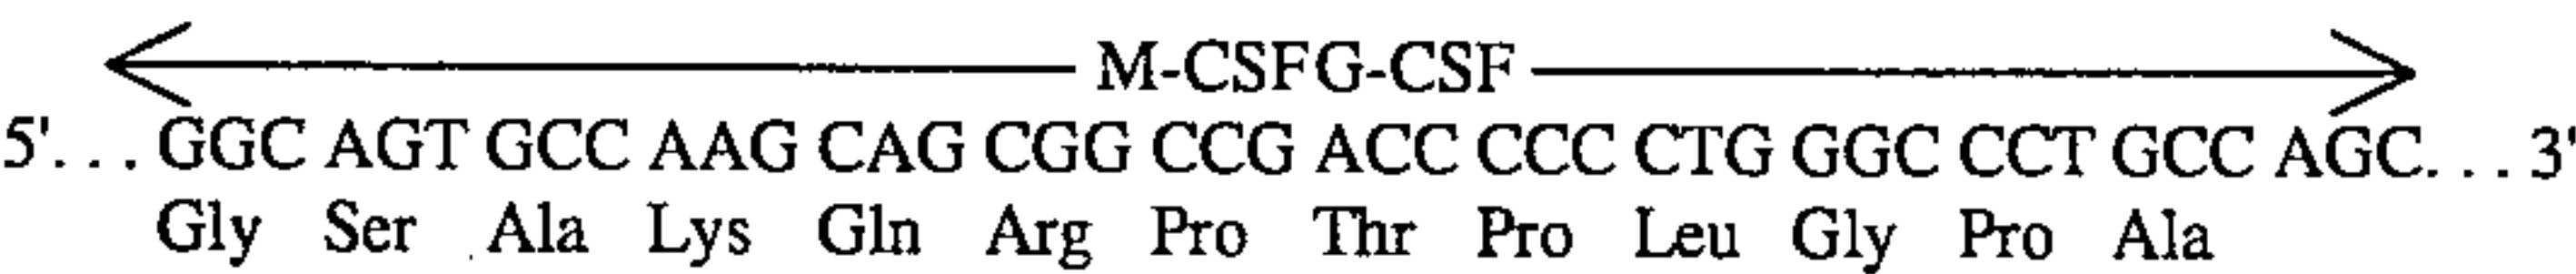 M-CSFG-CSF
5'... GGC AGT GCC AAG CAG CGG CCG ACC CCC CTG GGC CCT GCC AGC... 3'
Gly Ser Ala Lys Gln Arg Pro Thr Pro Leu Gly Pro Ala